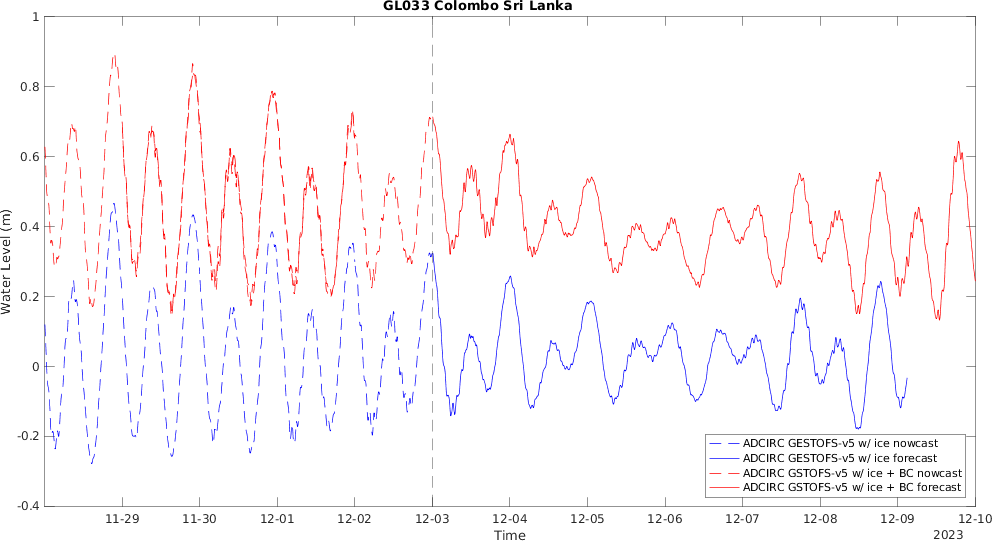 GL033 Colombo Sri Lanka
1
0.8
0.6
0.4
0.2
0
-0.2
-0.4
Water Level (m)
11-29 11-30 12-01 12-02 12-03 12-04 12-05 12-06 12-07 12-08 12-09 12-10
Time
2023
ADCIRC GESTOFS-v5 w/ ice nowcast
ADCIRC GESTOFS-v5 w/ ice forecast
ADCIRC GSTOFS-v5 w/ ice + BC nowcast
ADCIRC GSTOFS-v5 w/ ice + BC forecast